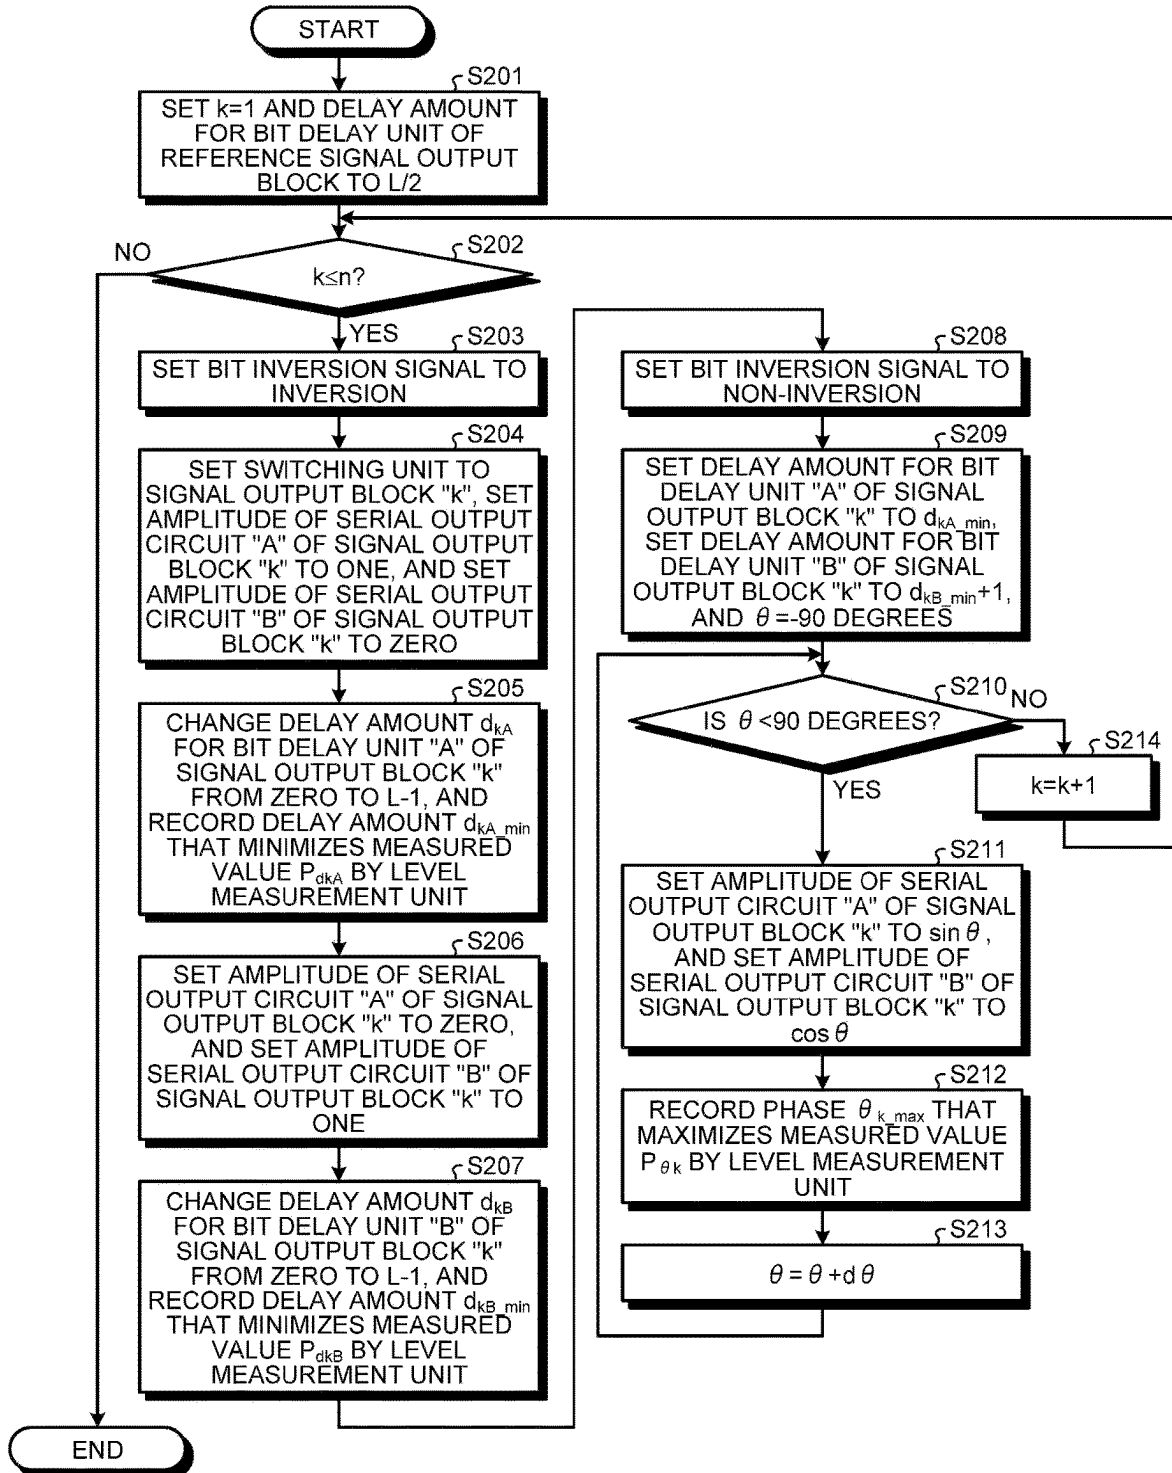 START
S201
SET k=1 AND DELAY AMOUNT
FOR BIT DELAY UNIT OF
REFERENCE SIGNAL OUTPUT
BLOCK TO L/2
S202
NO
k≤n?
YES
S203
SET BIT INVERSION SIGNAL TO
INVERSION
S204
SET SWITCHING UNIT TO
SIGNAL OUTPUT BLOCK "k", SET
AMPLITUDE OF SERIAL OUTPUT
CIRCUIT "A" OF SIGNAL OUTPUT
BLOCK "k" TO ONE, AND SET
AMPLITUDE OF SERIAL OUTPUT
CIRCUIT "B" OF SIGNAL OUTPUT
BLOCK "k" TO ZERO
S205
CHANGE DELAY AMOUNT dkA
FOR BIT DELAY UNIT "A" OF
SIGNAL OUTPUT BLOCK "k"
FROM ZERO TO L-1, AND
RECORD DELAY AMOUNT dkA_min
THAT MINIMIZES MEASURED
VALUE PdkA BY LEVEL
MEASUREMENT UNIT
S206
SET AMPLITUDE OF SERIAL
OUTPUT CIRCUIT "A" OF SIGNAL
OUTPUT BLOCK "k" TO ZERO,
AND SET AMPLITUDE OF
SERIAL OUTPUT CIRCUIT "B" OF
SIGNAL OUTPUT BLOCK "k" TO
ONE
S207
CHANGE DELAY AMOUNT dkB
FOR BIT DELAY UNIT "B" OF
SIGNAL OUTPUT BLOCK "k"
FROM ZERO TO L-1, AND
RECORD DELAY AMOUNT dkB_min
THAT MINIMIZES MEASURED
VALUE PdkB BY LEVEL
MEASUREMENT UNIT
END
S208
SET BIT INVERSION SIGNAL TO
NON-INVERSION
S209
SET DELAY AMOUNT FOR BIT
DELAY UNIT "A" OF SIGNAL
OUTPUT BLOCK "k" TO dkA_min,
SET DELAY AMOUNT FOR BIT
DELAY UNIT "B" OF SIGNAL
OUTPUT BLOCK "k" TO dkB_min+1,
AND θ=-90 DEGREES
S210
NO
IS θ<90 DEGREES?
YES
S214
k=k+1
S211
SET AMPLITUDE OF SERIAL
OUTPUT CIRCUIT "A" OF SIGNAL
OUTPUT BLOCK "k" TO sin θ,
AND SET AMPLITUDE OF
SERIAL OUTPUT CIRCUIT "B" OF
SIGNAL OUTPUT BLOCK "k" TO
cos θ
S212
RECORD PHASE θk_max THAT
MAXIMIZES MEASURED VALUE
Pθk BY LEVEL MEASUREMENT
UNIT
S213
θ=θ+dθ